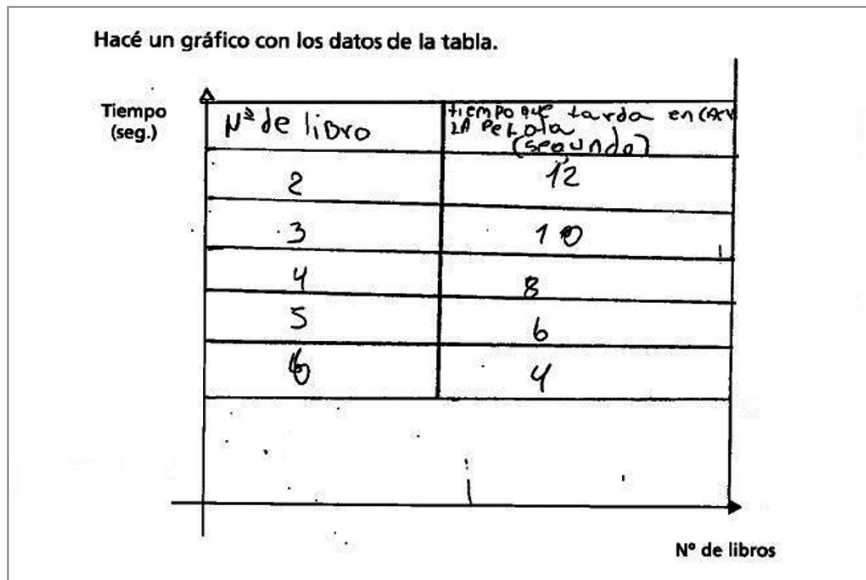 Hacé un gráfico con los datos de la tabla.
Tiempo
(seg.)
Nº de libro
tiempo que tarda en caer
LA Pelota
(segundo)
2 12
3 10
4 8
5 6
6 4
Nº de libros